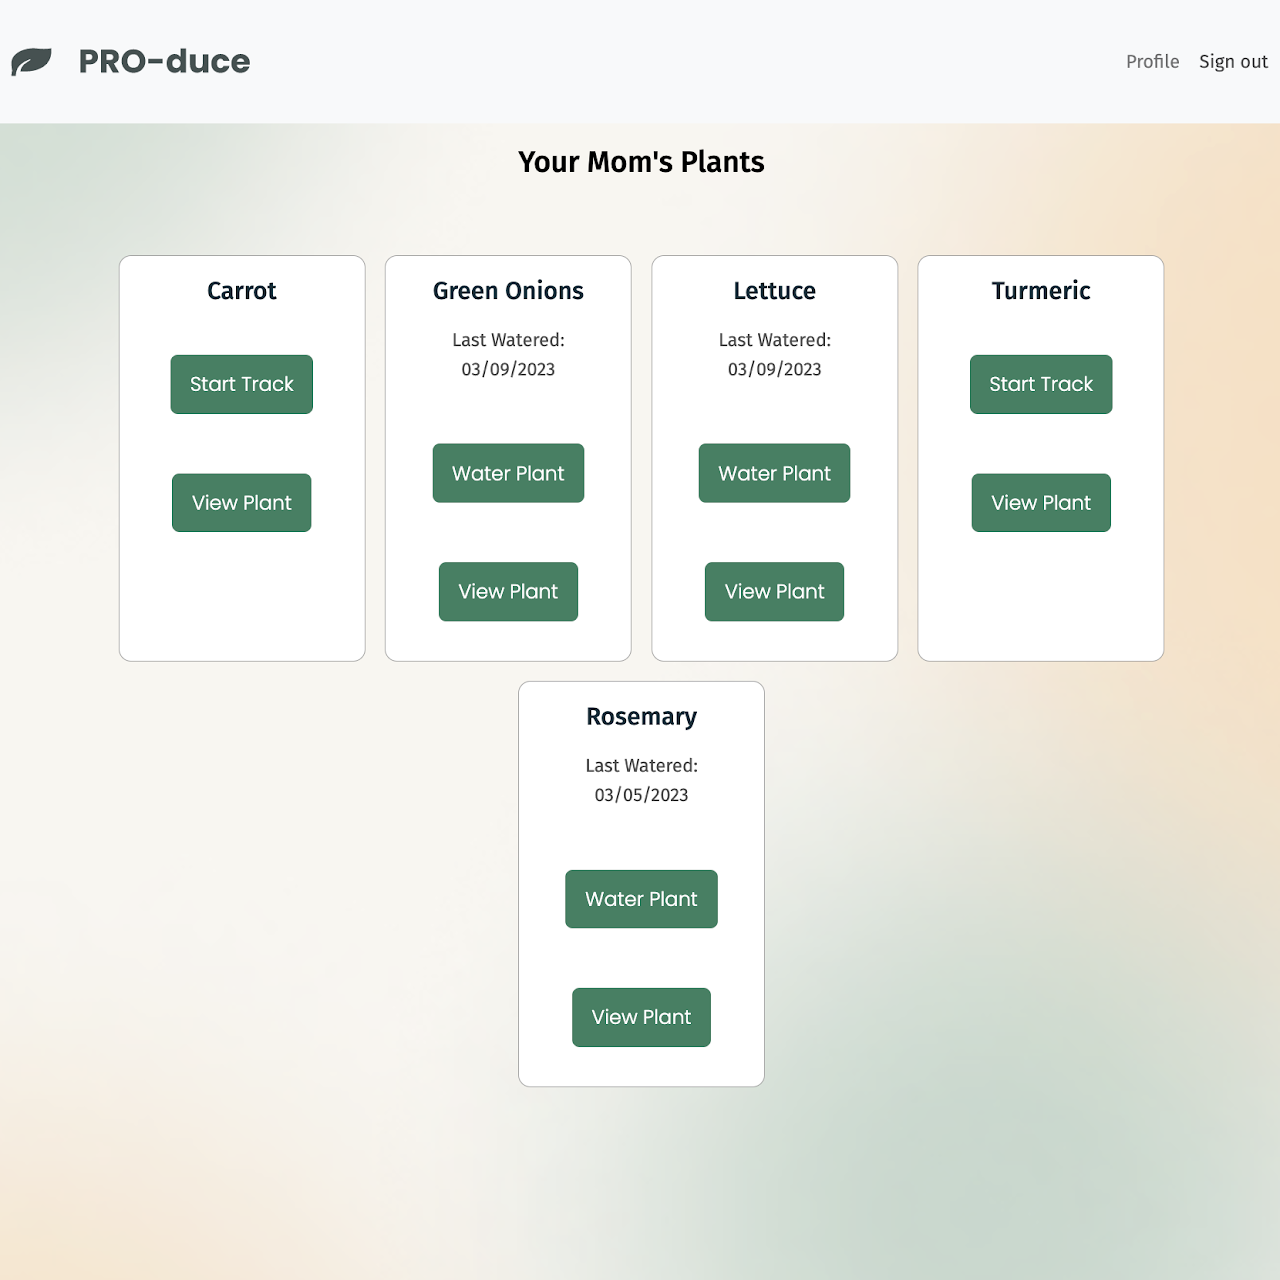 PRO-duce
Profile
Sign out
Your Mom's Plants
Carrot
Start Track
View Plant
Green Onions
Last Watered:
03/09/2023
Water Plant
View Plant
Lettuce
Last Watered:
03/09/2023
Water Plant
View Plant
Turmeric
Start Track
View Plant
Rosemary
Last Watered:
03/05/2023
Water Plant
View Plant